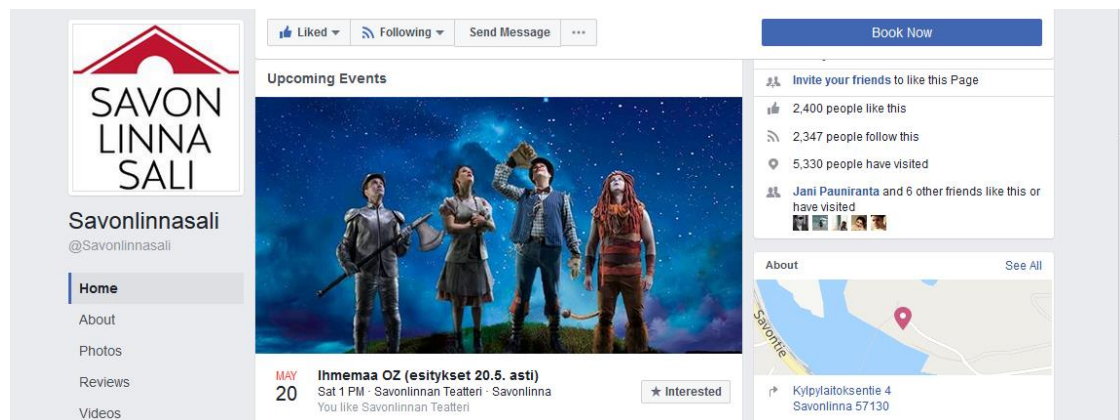 SAVON
LINNA
SALI
Savonlinnasali
@Savonlinnasali
Home
About
Photos
Reviews
Videos
Liked
Following
Send Message
...
Book Now
Upcoming Events
MAY
20
Ihmemaa OZ (esitykset 20.5. asti)
Sat 1 PM · Savonlinnan Teatteri · Savonlinna
You like Savonlinnan Teatteri
Interested
Invite your friends to like this Page
2,400 people like this
2,347 people follow this
5,330 people have visited
Jani Pauniranta and 6 other friends like this or
have visited
About
See All
Savontie
Kylpylaitoksentie 4
Savonlinna 57130